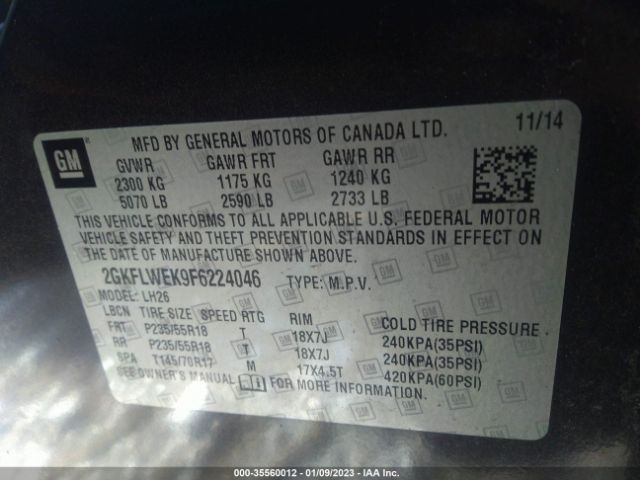 GM
MFD BY GENERAL MOTORS OF CANADA LTD. 11/14
GVWR GAWR FRT GAWR RR
2300 KG 1175 KG 1240 KG
5070 LB 2590 LB 2733 LB
THIS VEHICLE CONFORMS TO ALL APPLICABLE U.S. FEDERAL MOTOR
VEHICLE SAFETY AND THEFT PREVENTION STANDARDS IN EFFECT ON
THE DATE OF MANUFACTURE SHOWN ABOVE.
2GKFLWEK9F6224046 TYPE: M.P.V.
MODEL: LH26
LBCN TIRE SIZE SPEED RTG RIM COLD TIRE PRESSURE
FRT P235/55R18 T 18X7J 240KPA(35PSI)
RR P235/55R18 T 18X7J 240KPA(35PSI)
SPA T145/70R17 M 17X4.5T 420KPA(60PSI)
SEE OWNER'S MANUAL FOR MORE INFORMATION.
000-35560012 - 01/09/2023 - IAA Inc.